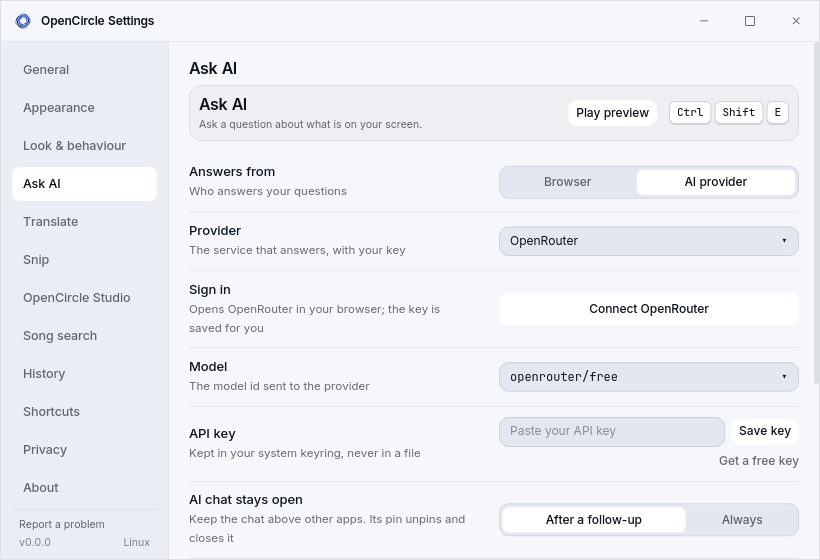 OpenCircle Settings
General
Appearance
Look & behaviour
Ask AI
Translate
Snip
OpenCircle Studio
Song search
History
Shortcuts
Privacy
About
Report a problem
v0.0.0 Linux
Ask AI
Ask AI
Ask a question about what is on your screen.
Play preview Ctrl Shift E
Answers from
Who answers your questions
Browser AI provider
Provider
The service that answers, with your key
OpenRouter
Sign in
Opens OpenRouter in your browser; the key is
saved for you
Connect OpenRouter
Model
The model id sent to the provider
openrouter/free
API key
Kept in your system keyring, never in a file
Paste your API key Save key
Get a free key
AI chat stays open
Keep the chat above other apps. Its pin unpins and
closes it
After a follow-up Always